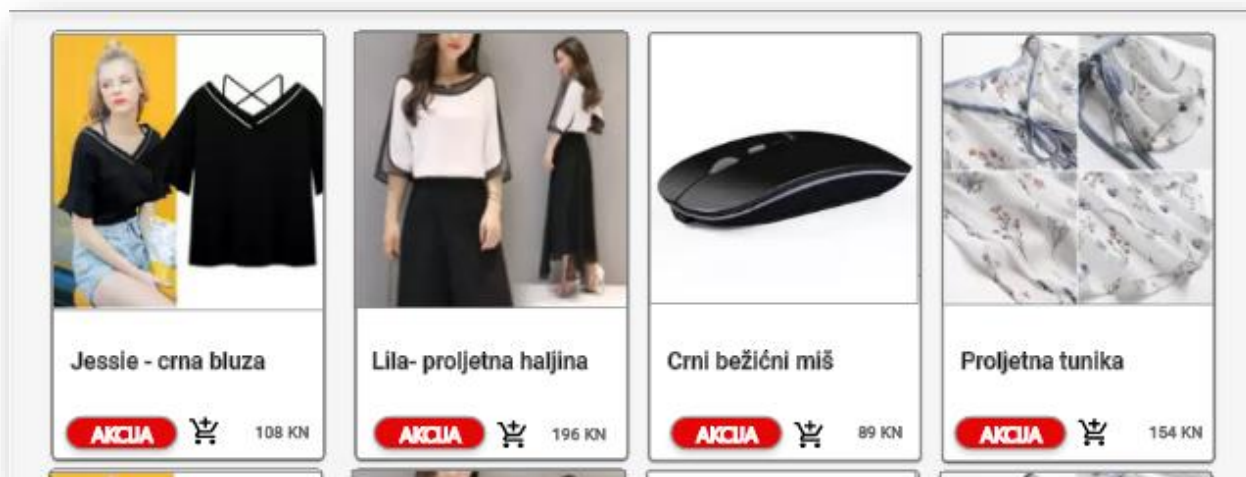 Jessie - crna bluza
AKCIJA 108 KN
Lila- proljetna haljina
AKCIJA 196 KN
Crni bežićni miš
AKCIJA 89 KN
Proljetna tunika
AKCIJA 154 KN